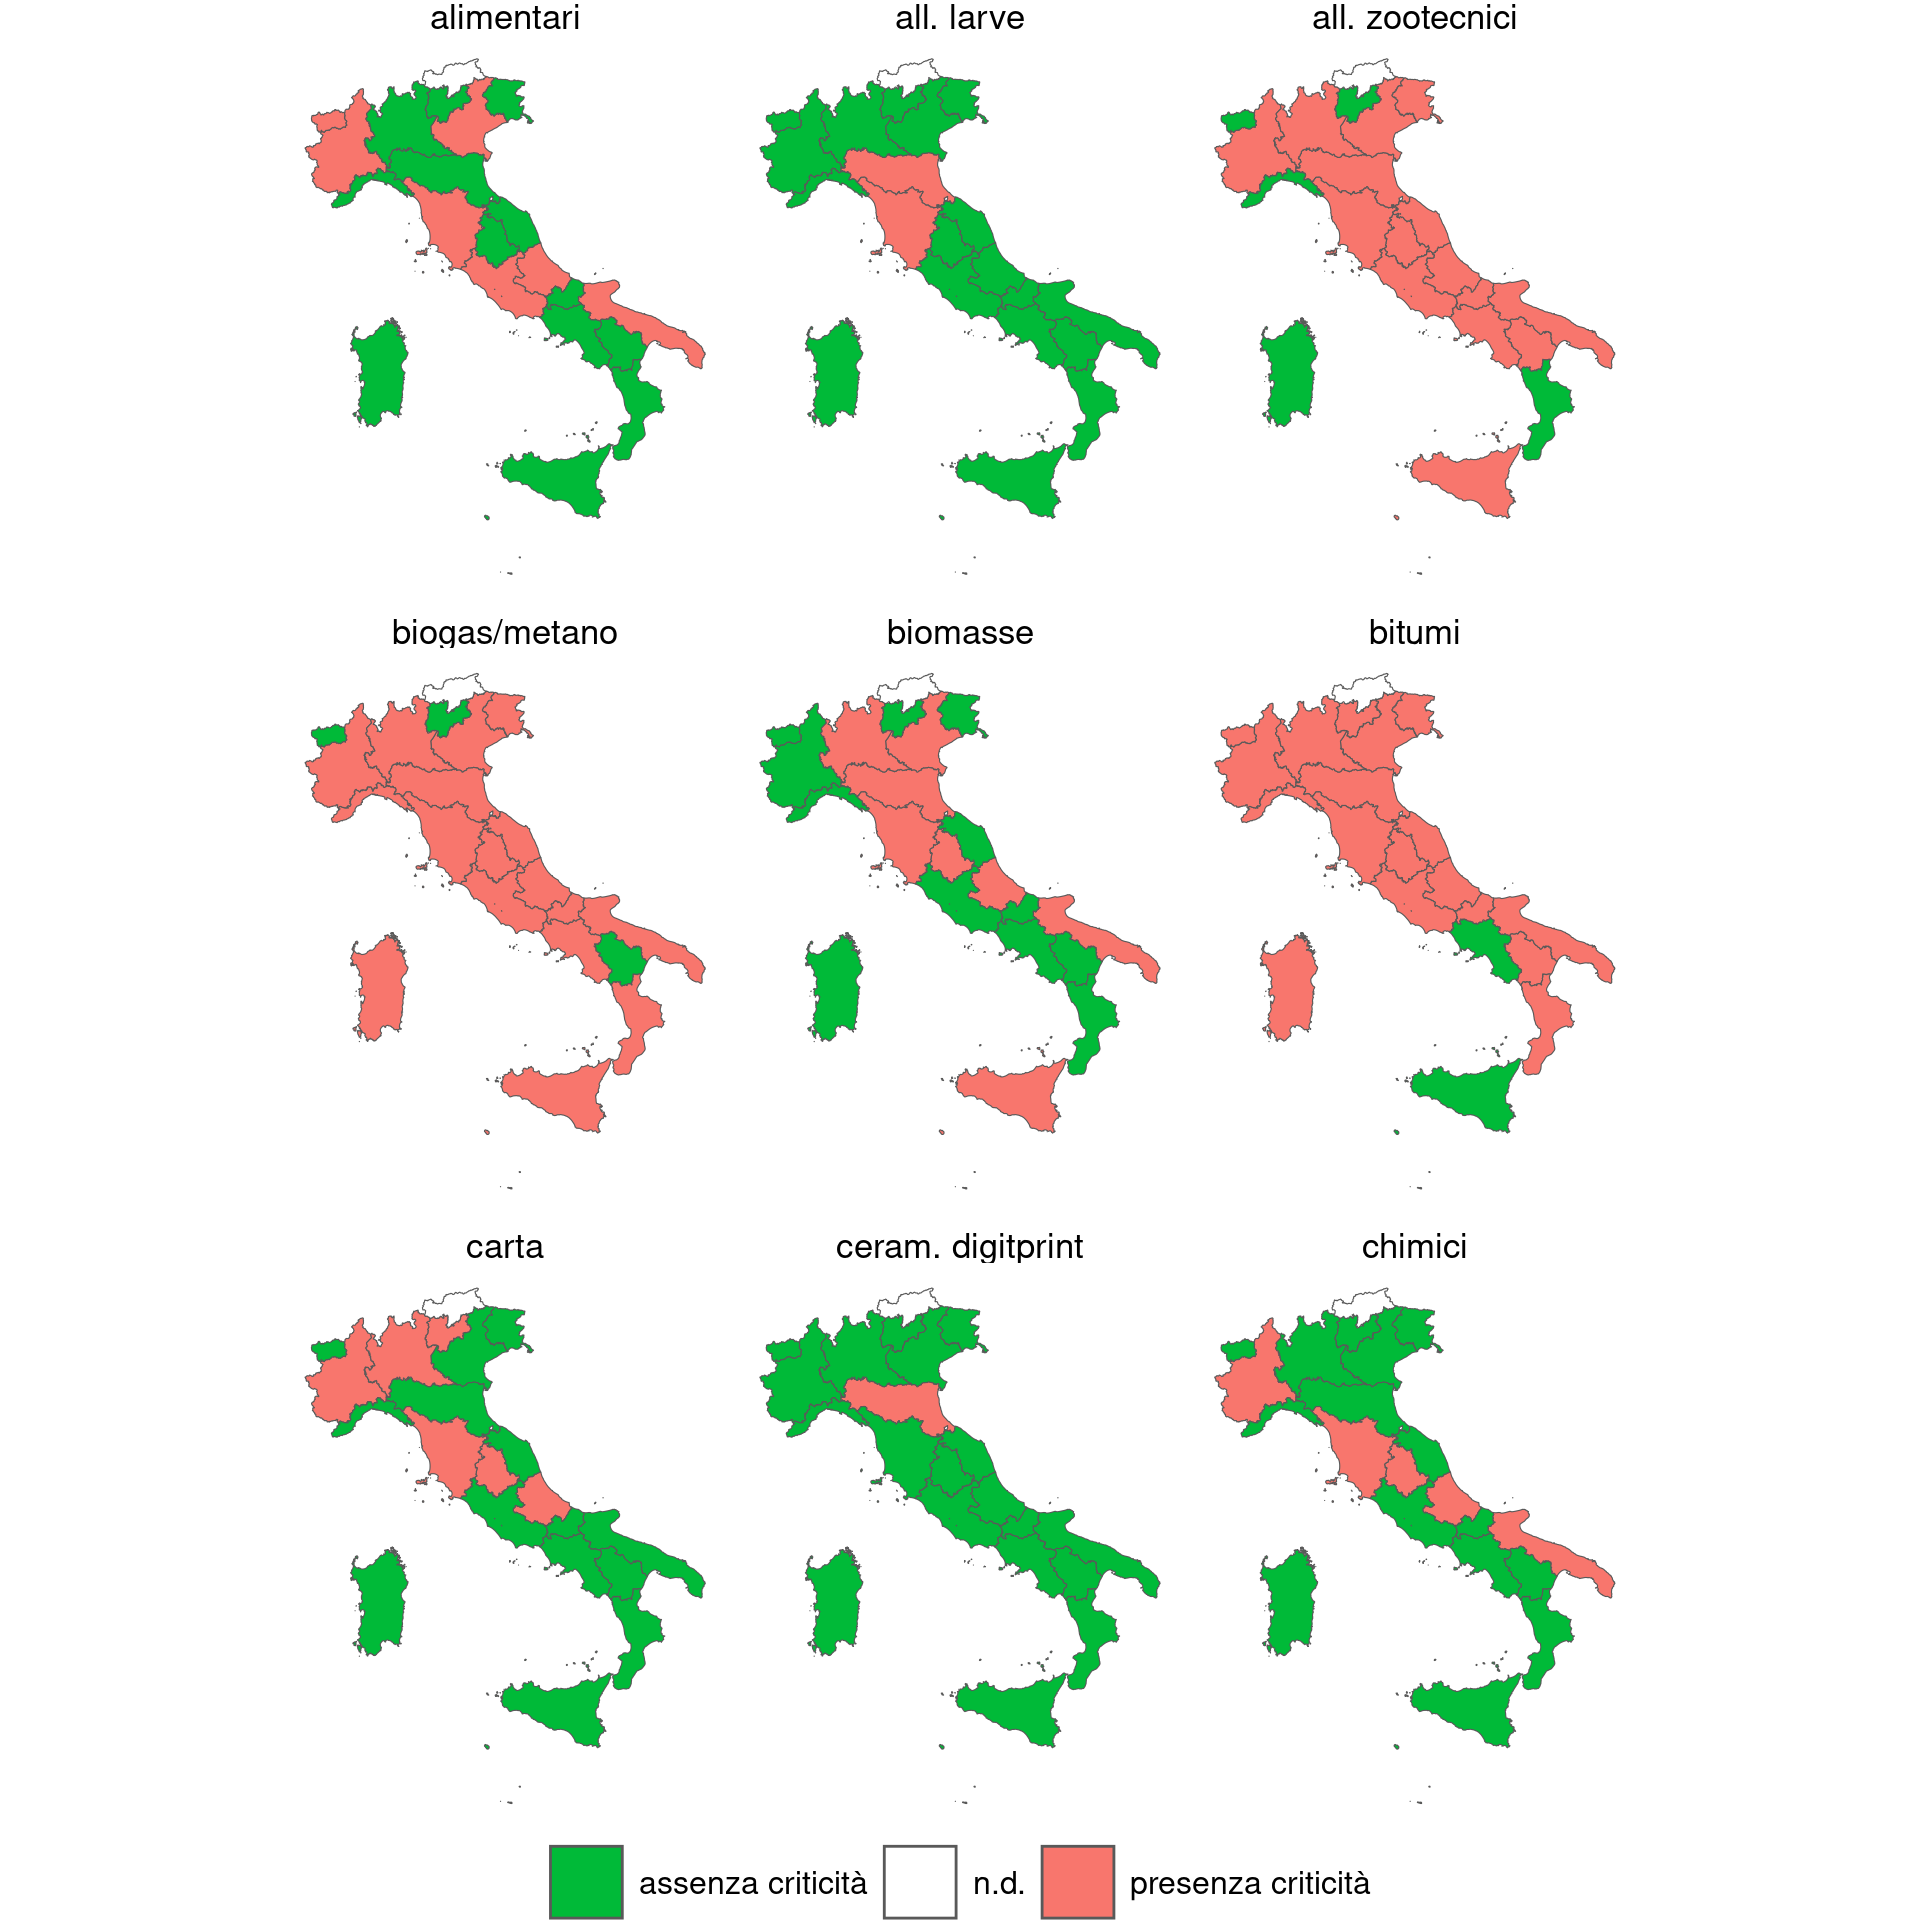 alimentari
all. larve
all. zootecnici
biogas/metano
biomasse
bitumi
carta
ceram. digitprint
chimici
assenza criticità
n.d.
presenza criticità